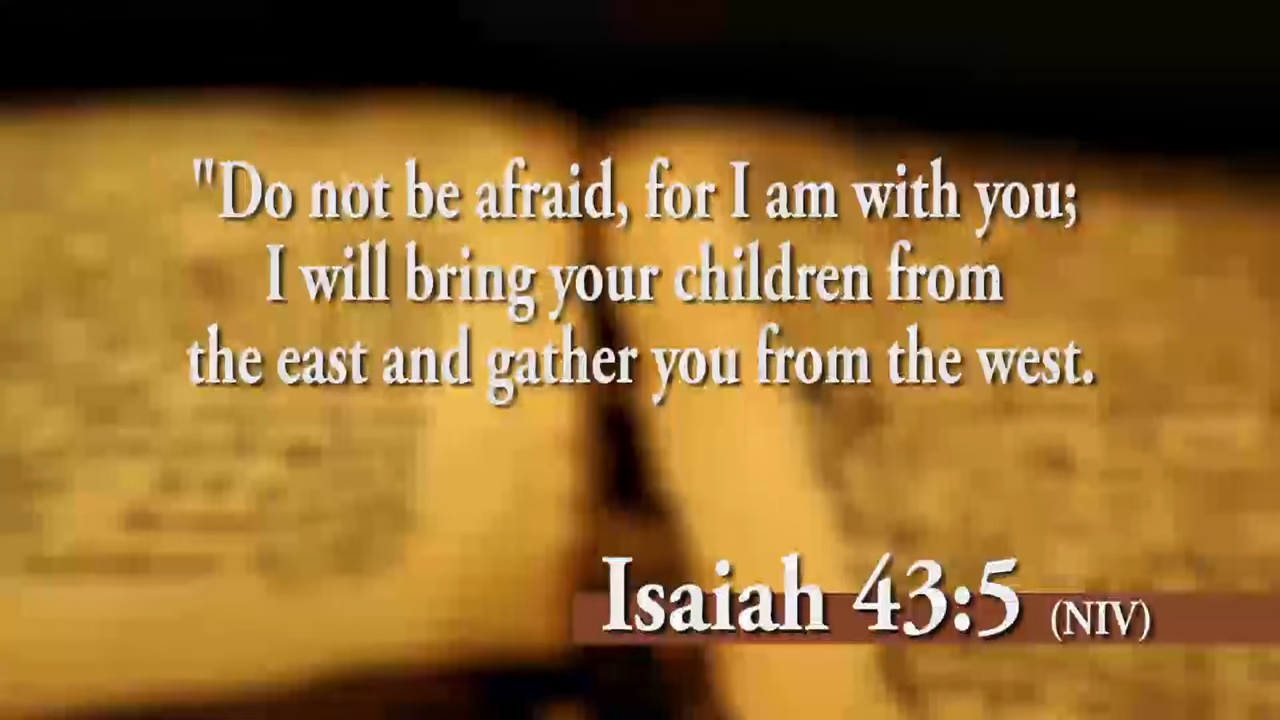 "Do not be afraid, for I am with you;
I will bring your children from
the east and gather you from the west.
Isaiah 43:5 (NIV)